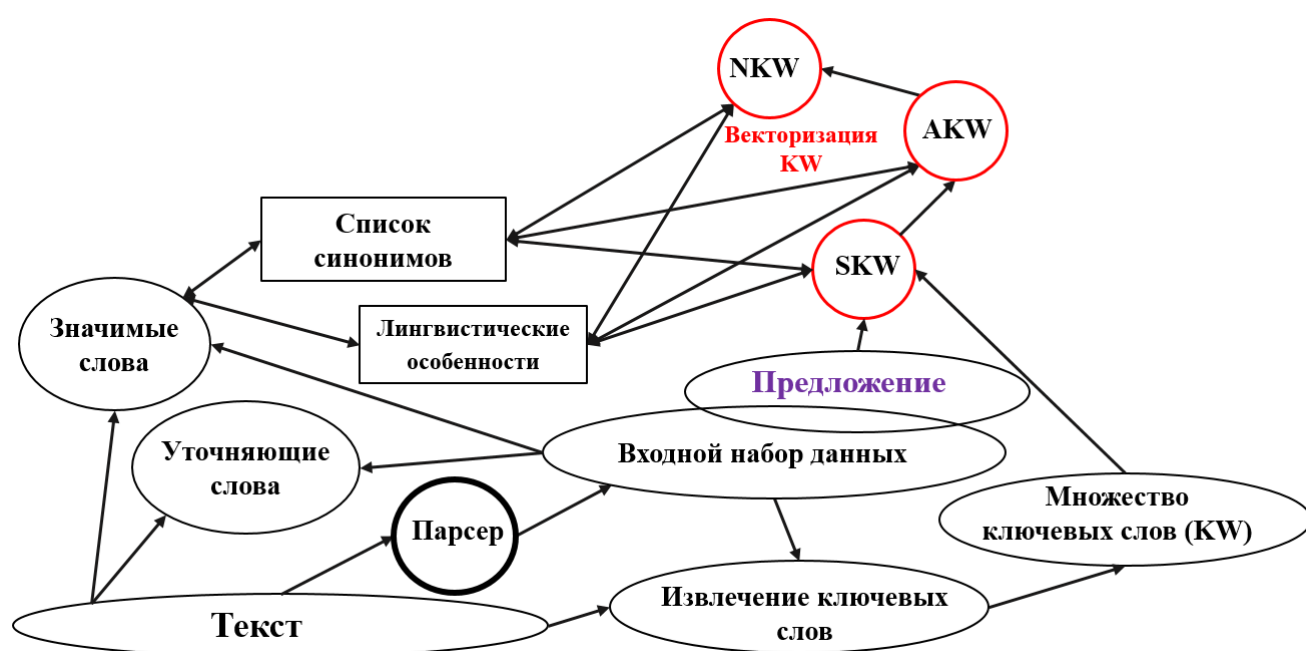 NKW
AKW
Векторизация
KW
Список
синонимов
SKW
Значимые
слова
Лингвистические
особенности
Предложение
Уточняющие
слова
Входной набор данных
Парсер
Множество
ключевых слов (KW)
Текст
Извлечение ключевых
слов